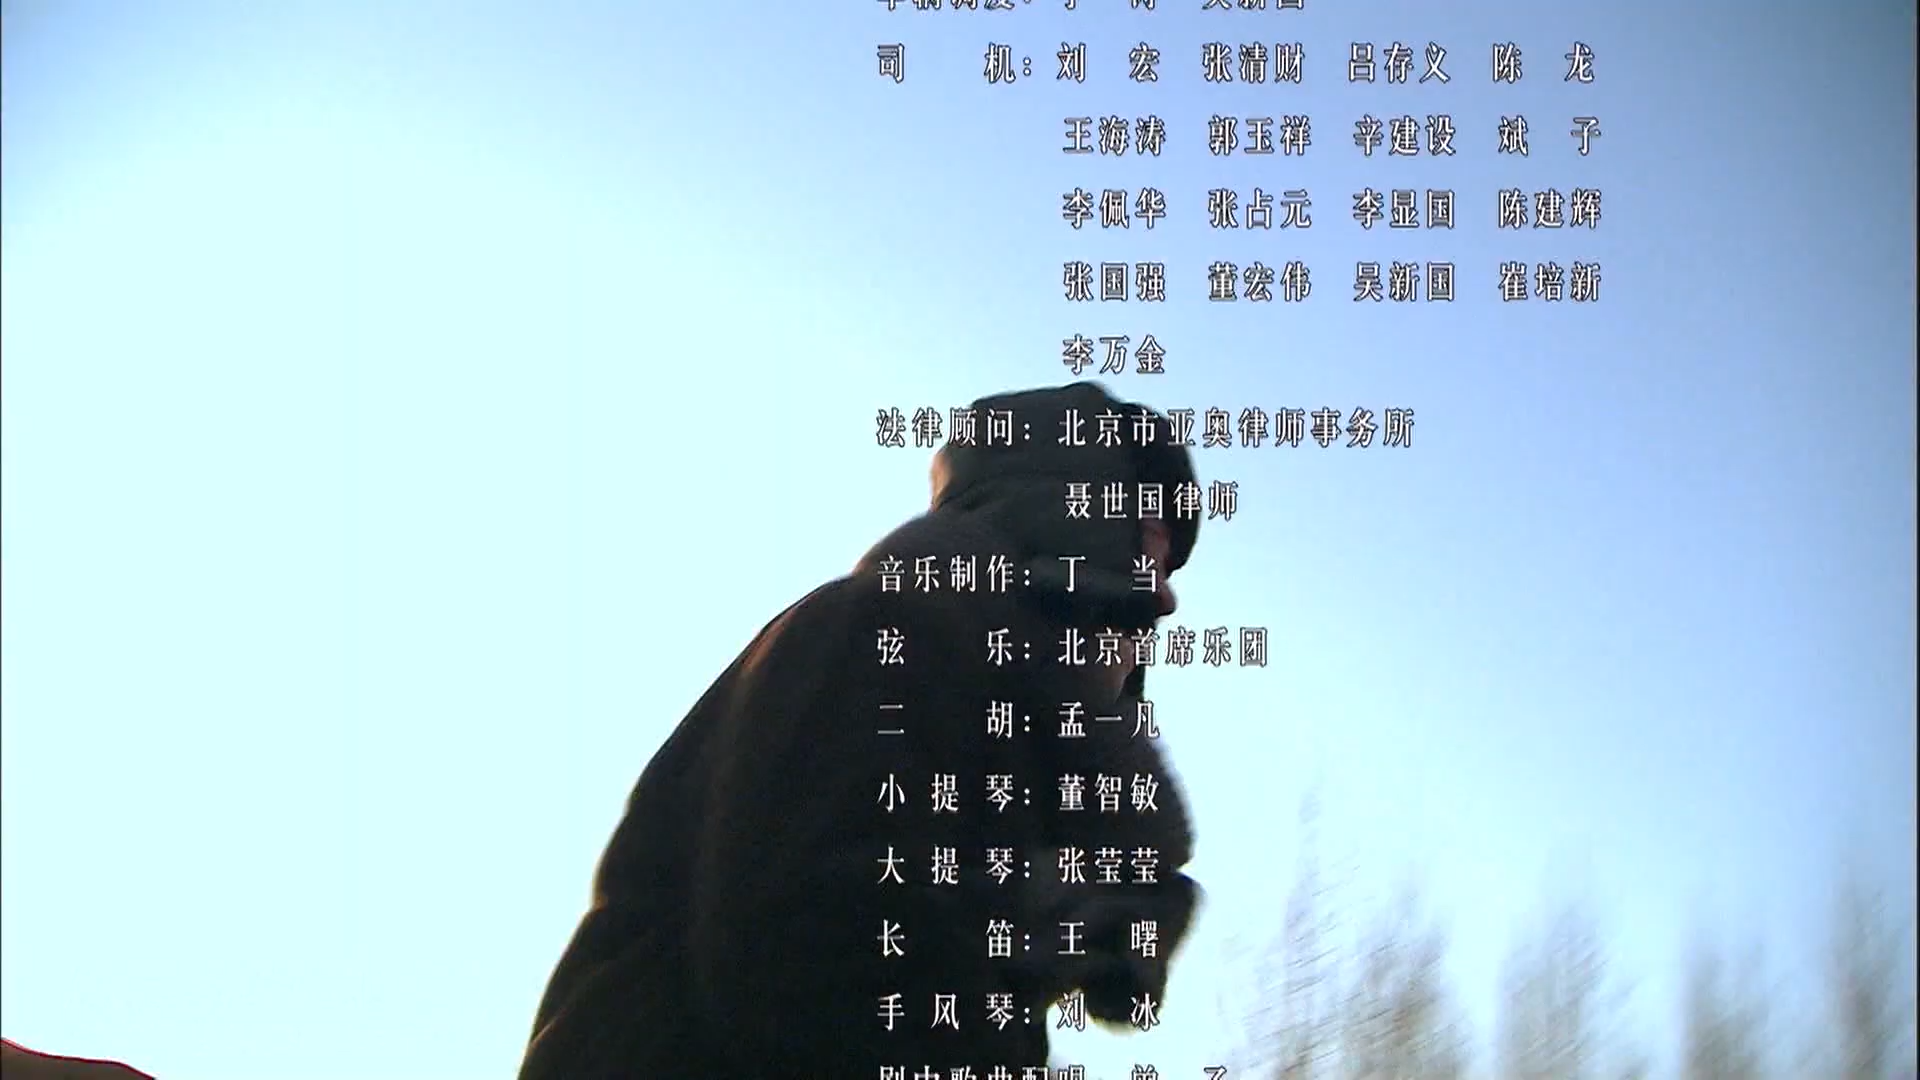 司机：刘宏 张清财 吕存义 陈龙
王海涛 郭玉祥 辛建设 斌子
李佩华 张占元 李显国 陈建辉
张国强 董宏伟 吴新国 崔培新
李万金
法律顾问：北京市亚奥律师事务所
聂世国律师
音乐制作：丁当
弦乐：北京首席乐团
二胡：孟一凡
小提琴：董智敏
大提琴：张莹莹
长笛：王曙
手风琴：刘冰